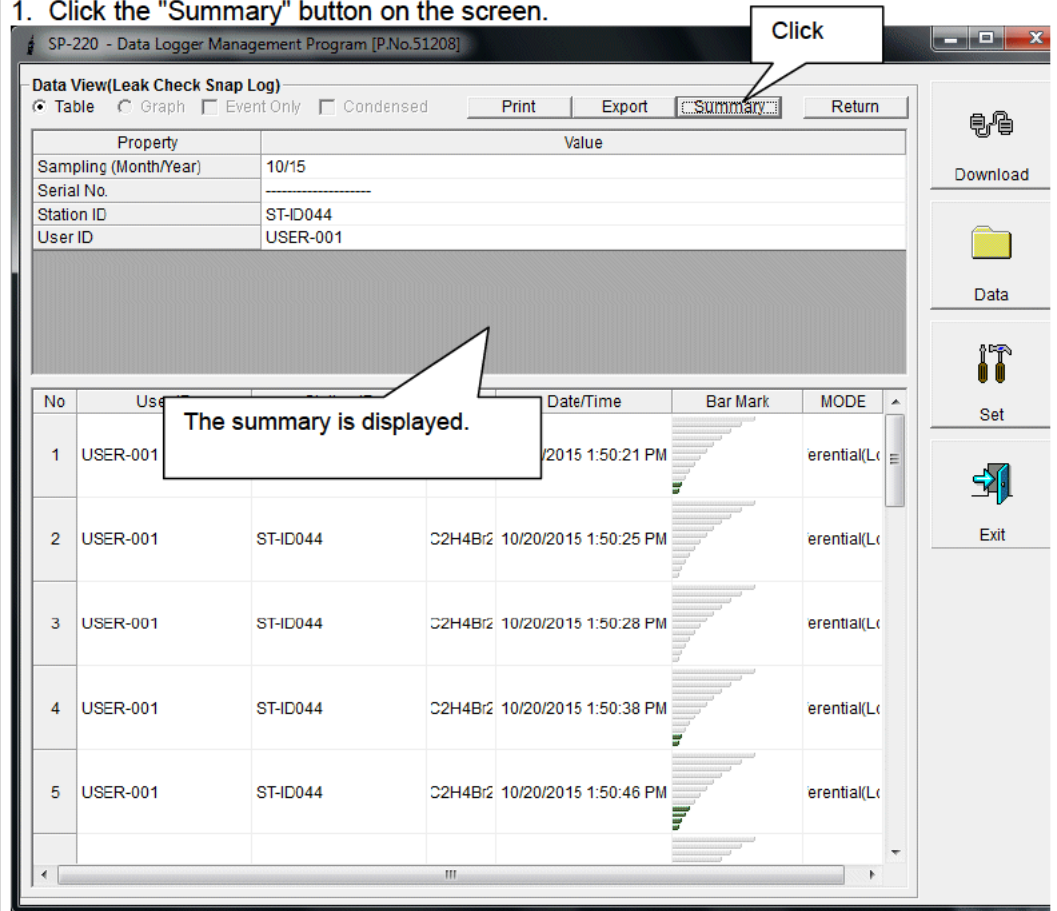 1. Click the "Summary" button on the screen.
Click
SP-220 - Data Logger Management Program [P.No.51208]
Data View(Leak Check Snap Log)
Table Graph Event Only Condensed Print Export Summary Return
Property Value
Sampling (Month/Year) 10/15
Serial No. --------------------
Station ID ST-ID044
User ID USER-001
The summary is displayed.
No Date/Time Bar Mark MODE
1 USER-001 /2015 1:50:21 PM erential(Lo
2 USER-001 ST-ID044 C2H4Br2 10/20/2015 1:50:25 PM erential(Lo
3 USER-001 ST-ID044 C2H4Br2 10/20/2015 1:50:28 PM erential(Lo
4 USER-001 ST-ID044 C2H4Br2 10/20/2015 1:50:38 PM erential(Lo
5 USER-001 ST-ID044 C2H4Br2 10/20/2015 1:50:46 PM erential(Lo
Download
Data
Set
Exit